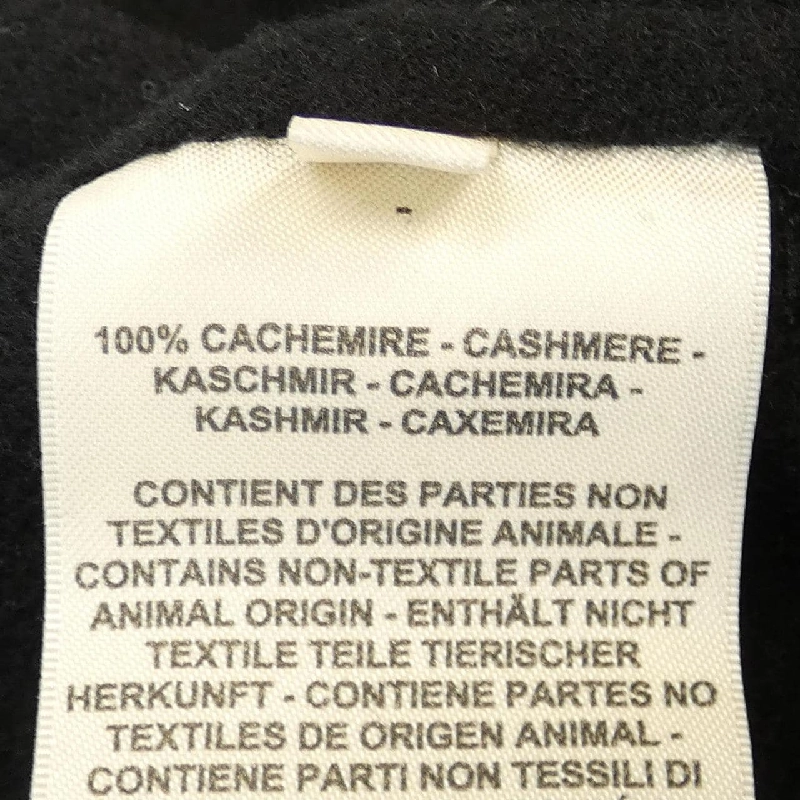 100% CACHEMIRE - CASHMERE -
KASCHMIR - CACHEMIRA -
KASHMIR - CAXEMIRA
CONTIENT DES PARTIES NON
TEXTILES D'ORIGINE ANIMALE -
CONTAINS NON-TEXTILE PARTS OF
ANIMAL ORIGIN - ENTHÄLT NICHT
TEXTILE TEILE TIERISCHER
HERKUNFT - CONTIENE PARTES NO
TEXTILES DE ORIGEN ANIMAL -
CONTIENE PARTI NON TESSILI DI